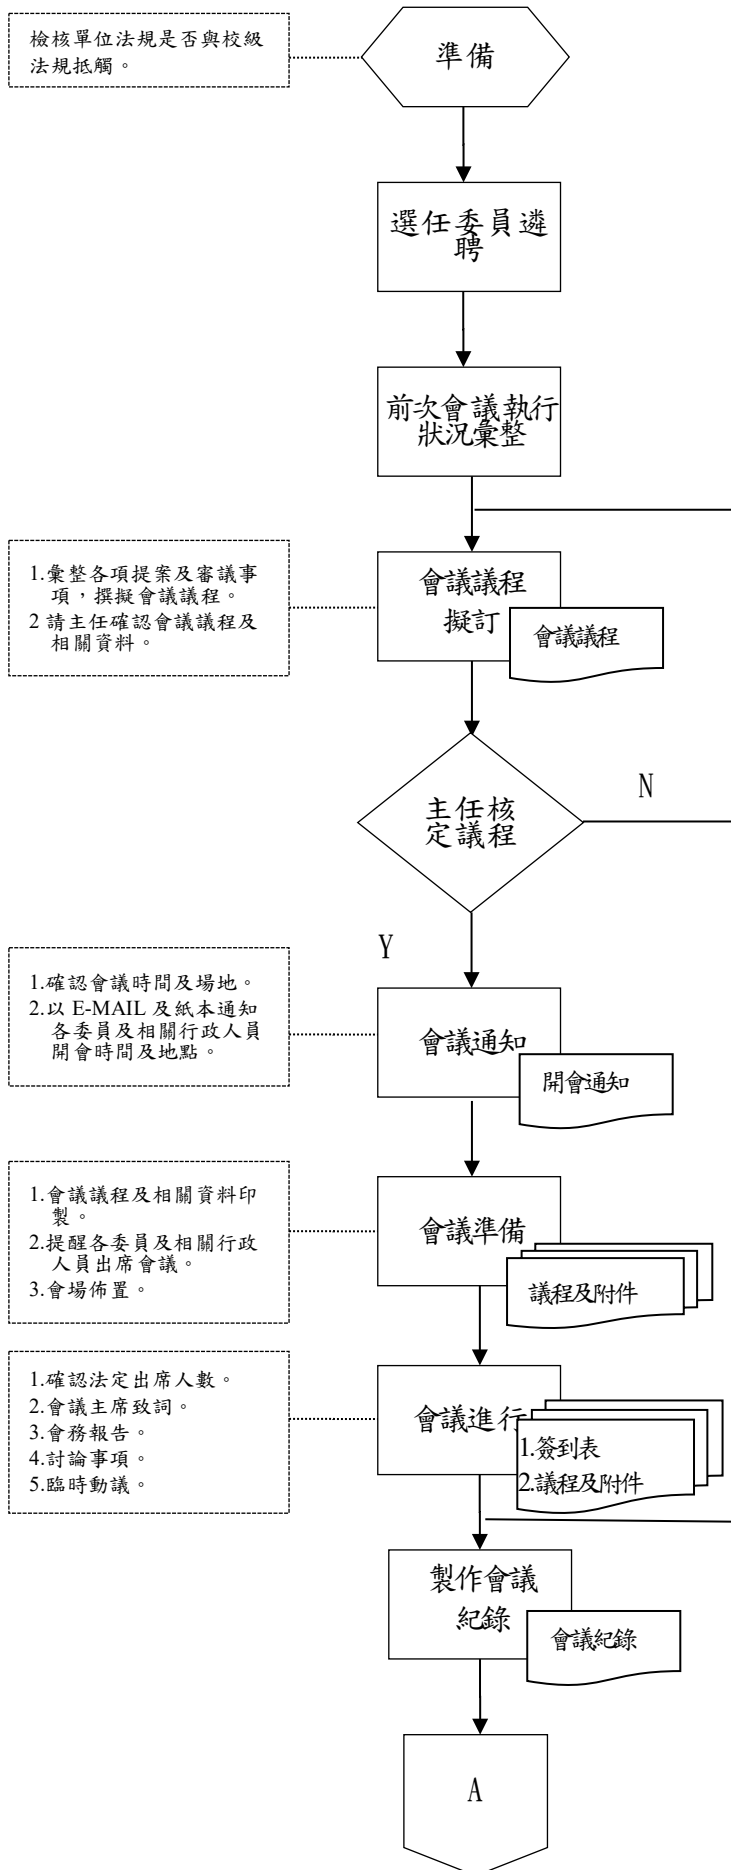 檢核單位法規是否與校級
法規抵觸。
準備
選任委員遴
聘
前次會議執行
狀況彙整
1.彙整各項提案及審議事
項，撰擬會議議程。
2 請主任確認會議議程及
相關資料。
會議議程
擬訂
會議議程
主任核
定議程
N
Y
1.確認會議時間及場地。
2.以 E-MAIL 及紙本通知
各委員及相關行政人員
開會時間及地點。
會議通知
開會通知
1.會議議程及相關資料印
製。
2.提醒各委員及相關行政
人員出席會議。
3.會場佈置。
會議準備
議程及附件
1.確認法定出席人數。
2.會議主席致詞。
3.會務報告。
4.討論事項。
5.臨時動議。
會議進行
1.簽到表
2.議程及附件
製作會議
紀錄
會議紀錄
A